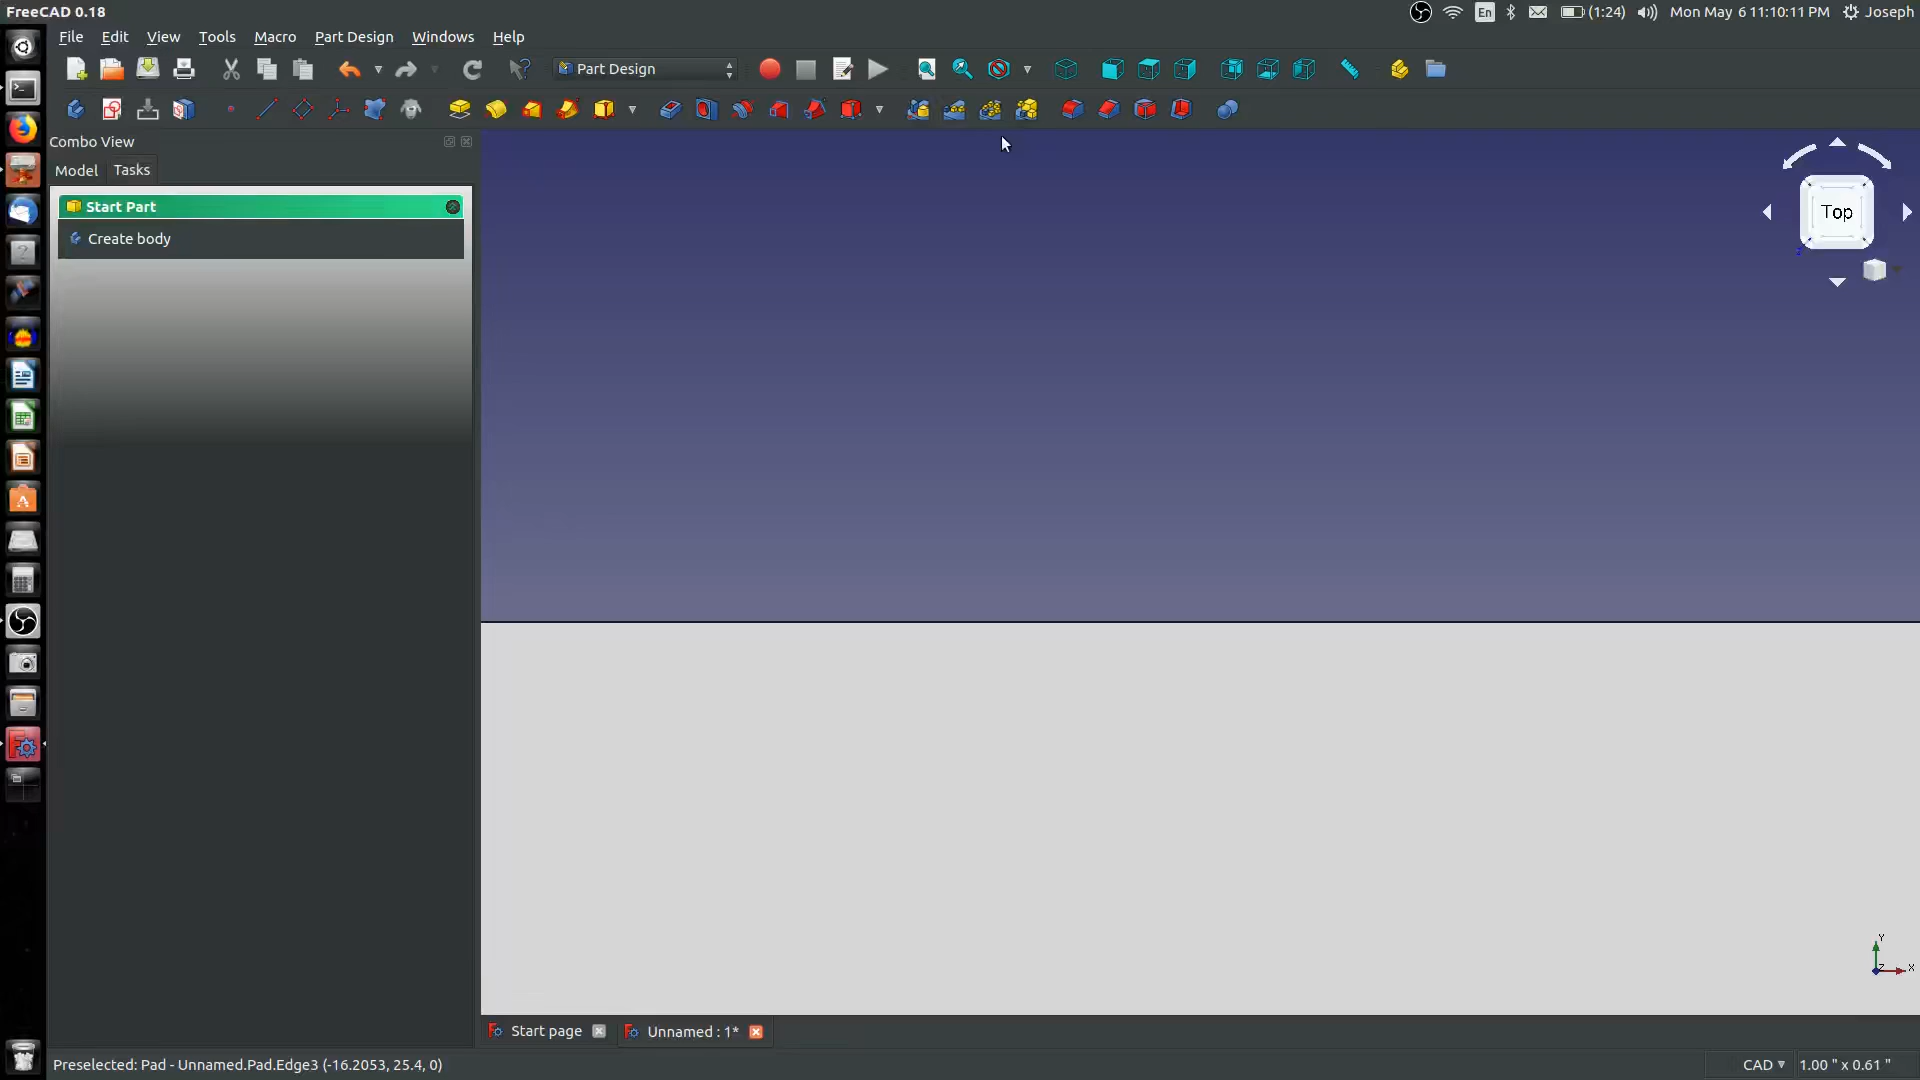 FreeCAD 0.18
En (1:24) Mon May 6 11:10:11 PM Joseph
File Edit View Tools Macro Part Design Windows Help
Part Design
Combo View
Model Tasks
Start Part
Create body
Top
Y
Z X
Start page Unnamed : 1*
Preselected: Pad - Unnamed.Pad.Edge3 (-16.2053, 25.4, 0) CAD 1.00 " x 0.61 "